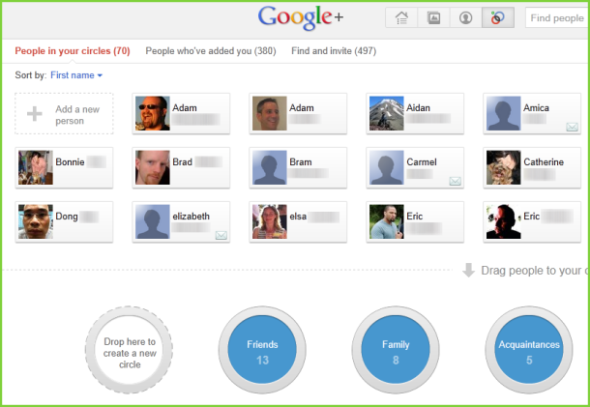 Google+
Find people
People in your circles (70) People who've added you (380) Find and invite (497)
Sort by: First name
Add a new
person
Adam
Adam
Aidan
Amica
Bonnie
Brad
Bram
Carmel
Catherine
Dong
elizabeth
elsa
Eric
Eric
Drag people to your c
Drop here to
create a new
circle
Friends
13
Family
8
Acquaintances
5